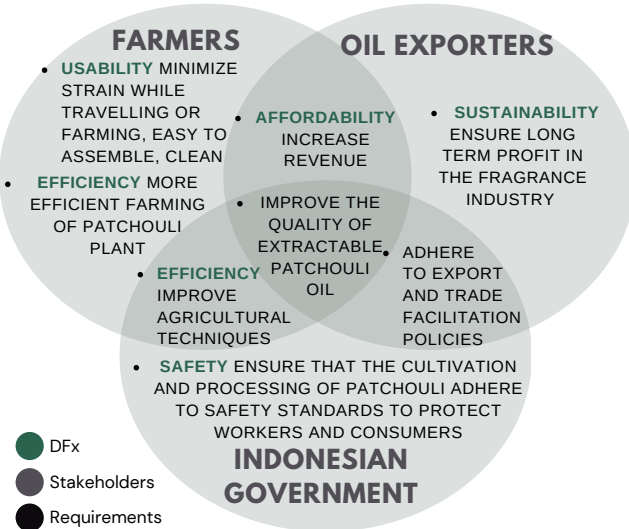 FARMERS
• USABILITY MINIMIZE
STRAIN WHILE
TRAVELLING OR
FARMING, EASY TO
ASSEMBLE, CLEAN
• EFFICIENCY MORE
EFFICIENT FARMING
OF PATCHOULI
PLANT
OIL EXPORTERS
• AFFORDABILITY
INCREASE
REVENUE
• SUSTAINABILITY
ENSURE LONG
TERM PROFIT IN
THE FRAGRANCE
INDUSTRY
• IMPROVE THE
QUALITY OF
EXTRACTABLE
PATCHOULI
OIL
• EFFICIENCY
IMPROVE
AGRICULTURAL
TECHNIQUES
• ADHERE
TO EXPORT
AND TRADE
FACILITATION
POLICIES
• SAFETY ENSURE THAT THE CULTIVATION
AND PROCESSING OF PATCHOULI ADHERE
TO SAFETY STANDARDS TO PROTECT
WORKERS AND CONSUMERS
INDONESIAN
GOVERNMENT
DFx
Stakeholders
Requirements